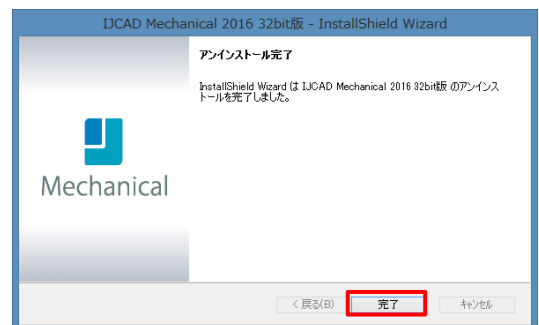 IJCAD Mechanical 2016 32bit版 - InstallShield Wizard
アンインストール完了
InstallShield Wizard は IJCAD Mechanical 2016 32bit版 のアンインス
トールを完了しました。
Mechanical
< 戻る(B)
完了
キャンセル